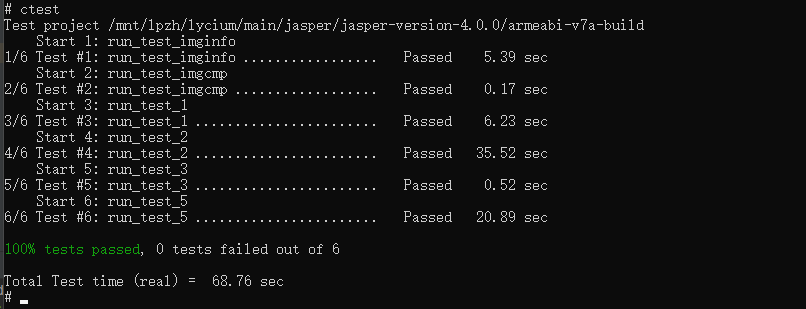 # ctest
Test project /mnt/lpzh/lycium/main/jasper/jasper-version-4.0.0/armeabi-v7a-build
    Start 1: run_test_imginfo
1/6 Test #1: run_test_imginfo .................   Passed    5.39 sec
    Start 2: run_test_imgcmp
2/6 Test #2: run_test_imgcmp ..................   Passed    0.17 sec
    Start 3: run_test_1
3/6 Test #3: run_test_1 .......................   Passed    6.23 sec
    Start 4: run_test_2
4/6 Test #4: run_test_2 .......................   Passed   35.52 sec
    Start 5: run_test_3
5/6 Test #5: run_test_3 .......................   Passed    0.52 sec
    Start 6: run_test_5
6/6 Test #6: run_test_5 .......................   Passed   20.89 sec
100% tests passed, 0 tests failed out of 6
Total Test time (real) =  68.76 sec
#